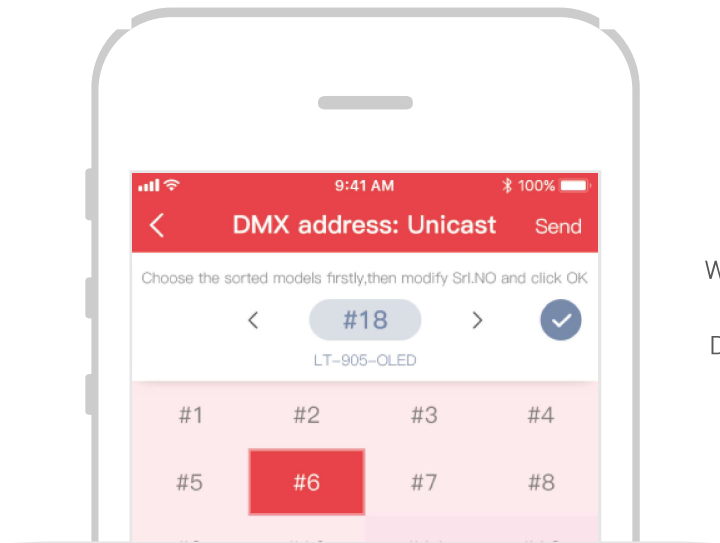 9:41 AM 100%
DMX address: Unicast Send
Choose the sorted models firstly,then modify Srl.NO and click OK
#18
LT-905-OLED
#1 #2 #3 #4
#5 #6 #7 #8